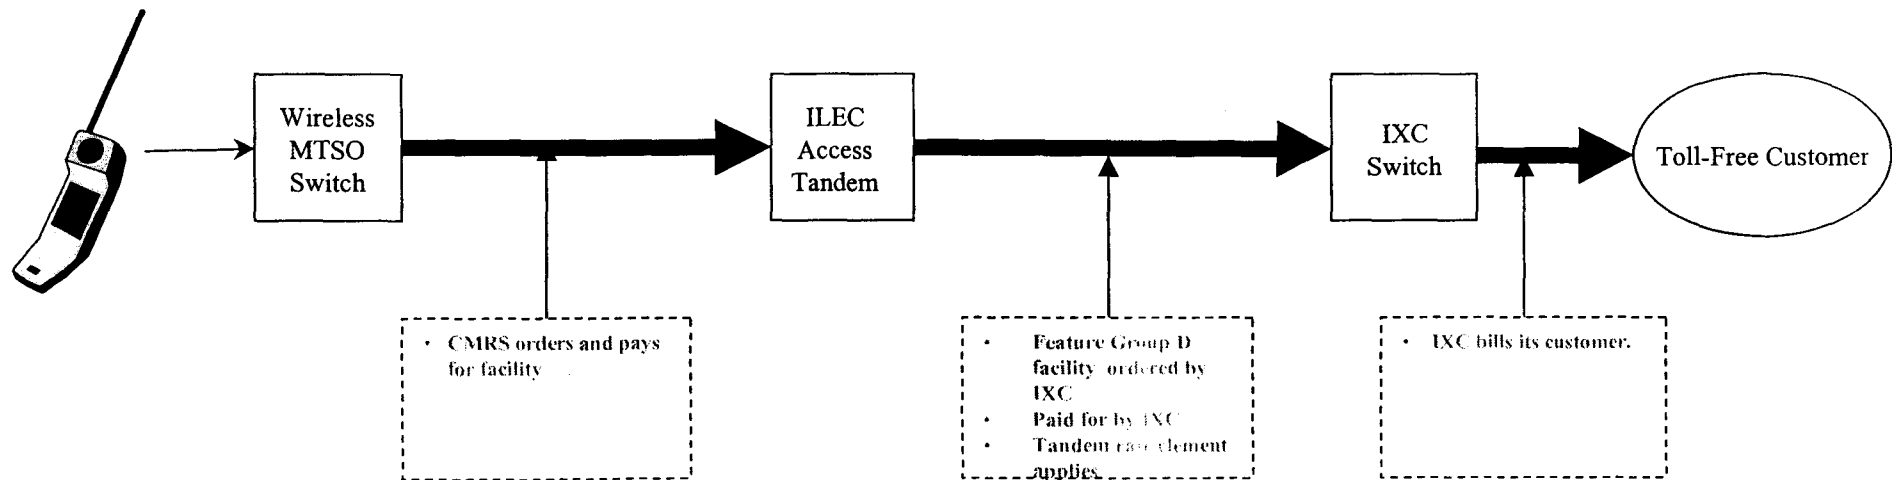 Wireless
MTSO
Switch
ILEC
Access
Tandem
IXC
Switch
Toll-Free Customer
• CMRS orders and pays
for facility
• Feature Group D
facility ordered by
IXC
• Paid for by IXC
• Tandem rate element
applies
• IXC bills its customer.